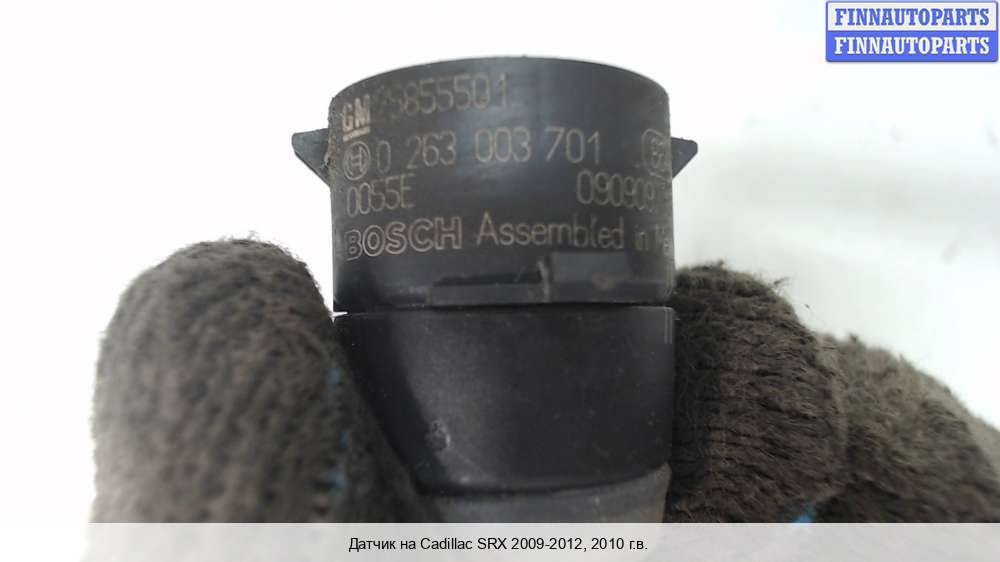 FINNAUTOPARTS
FINNAUTOPARTS
GM 25855501
0 263 003 701
0055E 090909
BOSCH Assembled in
Датчик на Cadillac SRX 2009-2012, 2010 г.в.